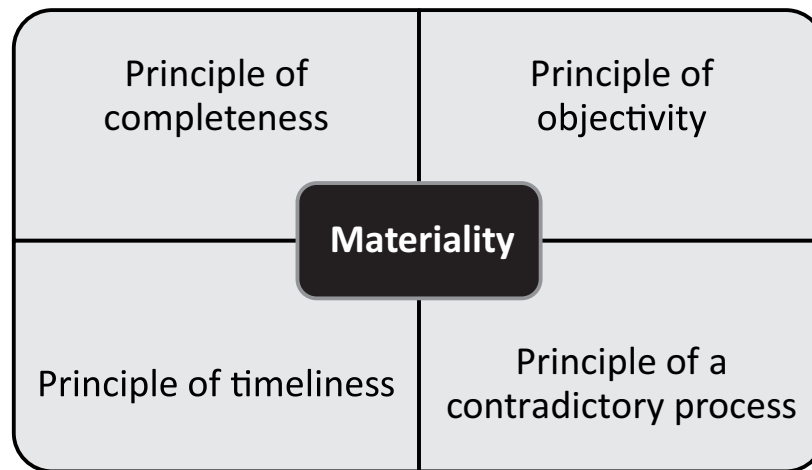 Principle of
completeness
Principle of
objectivity
Materiality
Principle of timeliness
Principle of a
contradictory process